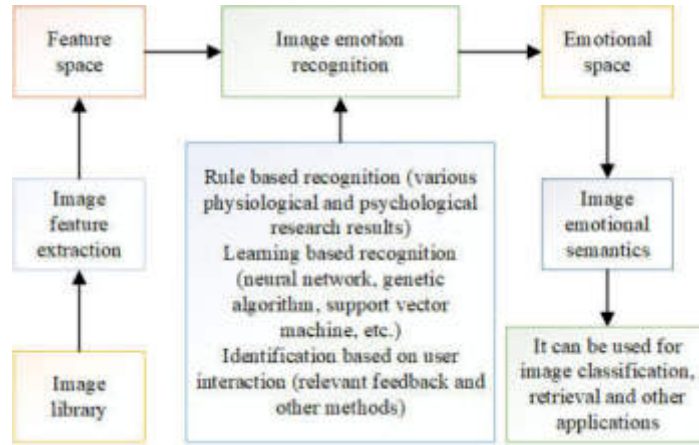 Feature
space
Image emotion
recognition
Emotional
space
Image
feature
extraction
Rule based recognition (various
physiological and psychological
research results)
Learning based recognition
(neural network, genetic
algorithm, support vector
machine, etc.)
Identification based on user
interaction (relevant feedback and
other methods)
Image
emotional
semantics
Image
library
It can be used for
image classification,
retrieval and other
applications